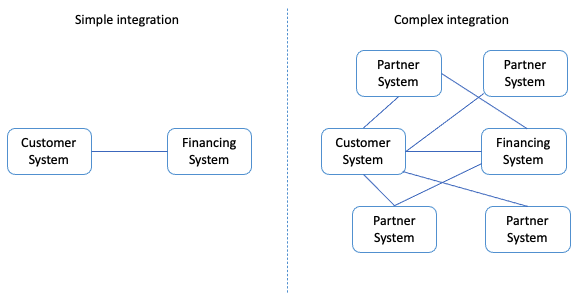 Simple integration
Customer
System
Financing
System
Complex integration
Partner
System
Partner
System
Customer
System
Financing
System
Partner
System
Partner
System